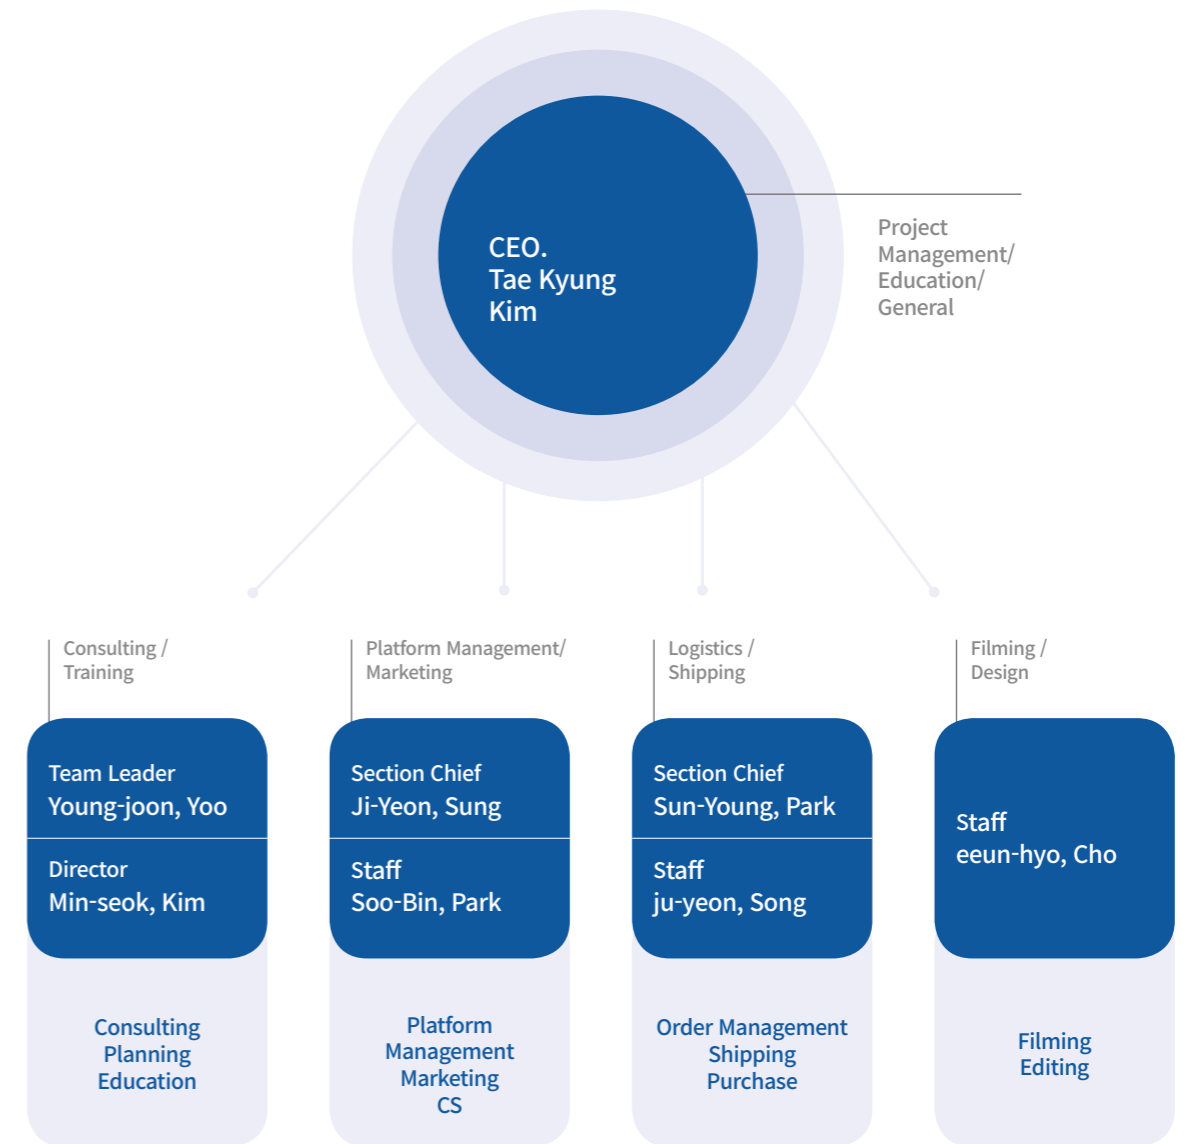 CEO.
Tae Kyung
Kim
Project
Management/
Education/
General
Consulting /
Training
Team Leader
Young-joon, Yoo
Director
Min-seok, Kim
Consulting
Planning
Education
Platform Management/
Marketing
Section Chief
Ji-Yeon, Sung
Staff
Soo-Bin, Park
Platform
Management
Marketing
CS
Logistics /
Shipping
Section Chief
Sun-Young, Park
Staff
ju-yeon, Song
Order Management
Shipping
Purchase
Filming /
Design
Staff
eeun-hyo, Cho
Filming
Editing